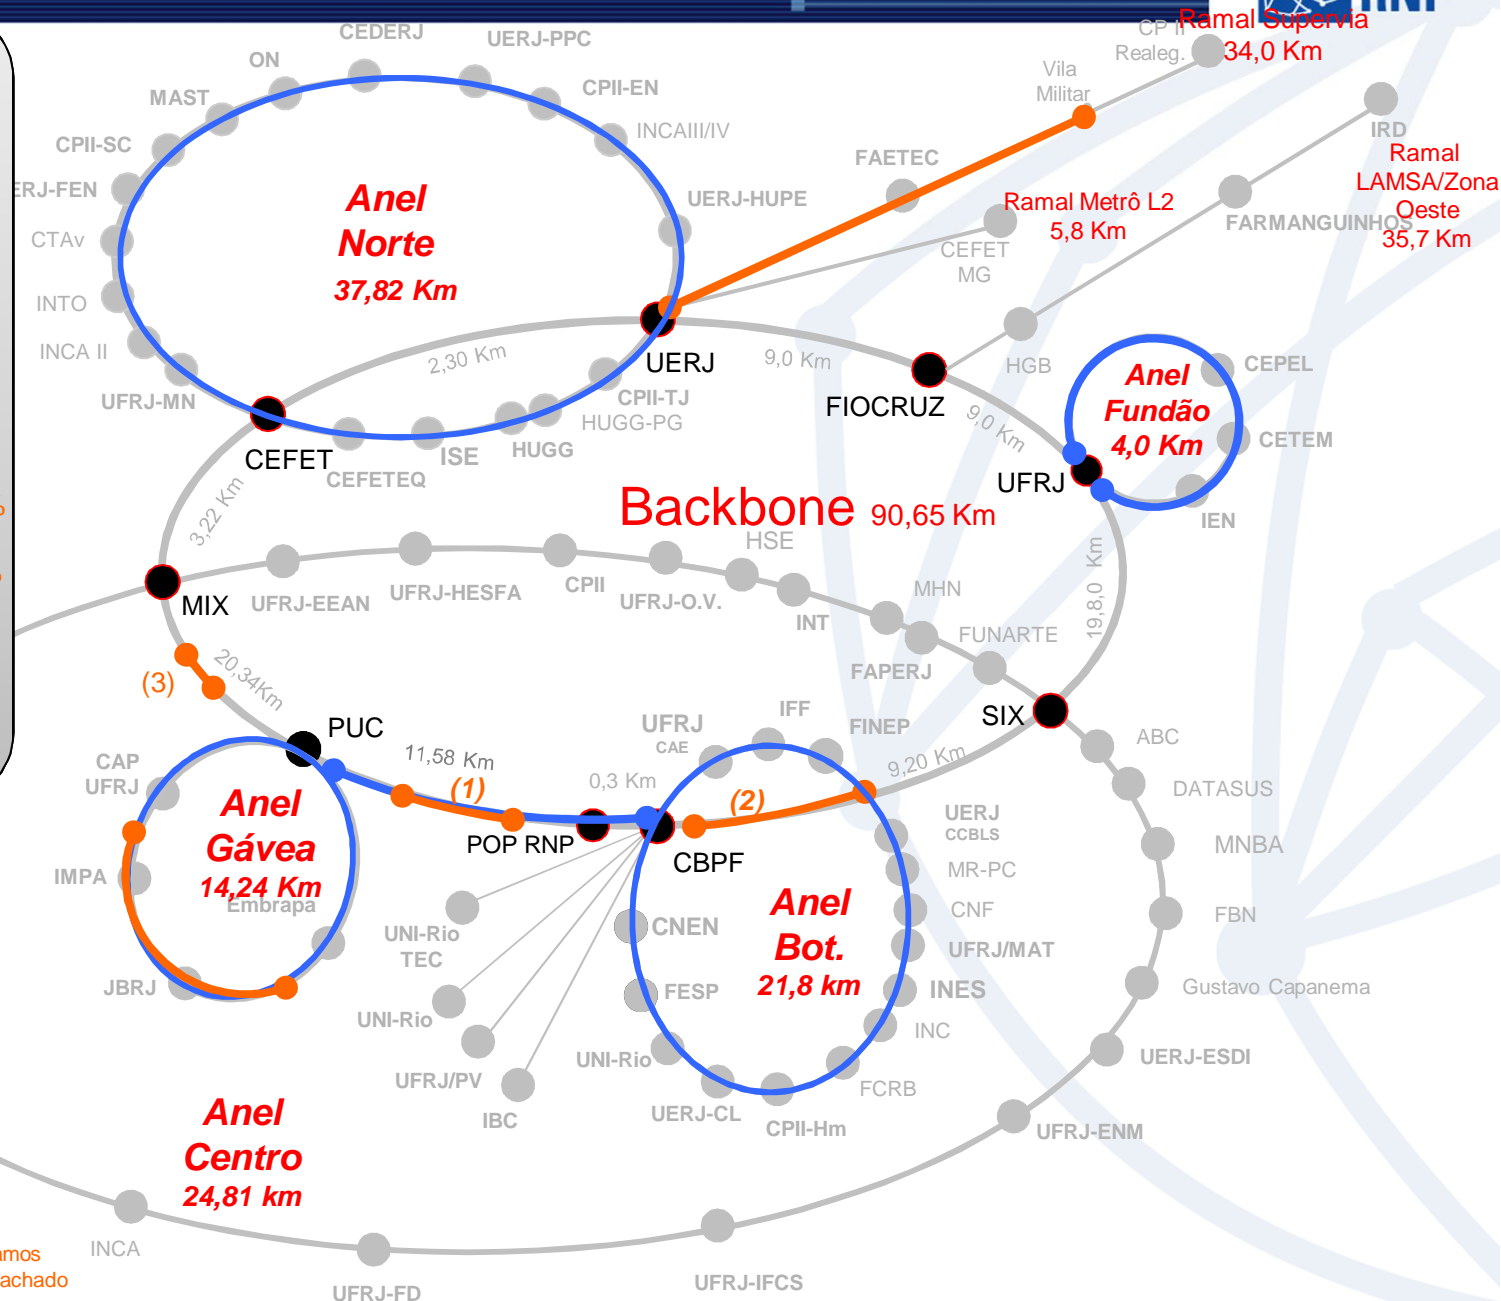 RNP
Ramal Supervia
34,0 Km
CP II
Realeg.
CEDERJ
UERJ-PPC
ON
Vila
Militar
MAST
CPII-EN
INCAIII/IV
CPII-SC
IRD
FAETEC
Ramal
LAMSA/Zona
Oeste
35,7 Km
ERJ-FEN
UERJ-HUPE
Ramal Metrô L2
5,8 Km
FARMANGUINHOS
Anel
Norte
37,82 Km
CTAv
CEFET
MG
INTO
INCA II
2,30 Km
UERJ
9,0 Km
HGB
UFRJ-MN
CPII-TJ
HUGG-PG
FIOCRUZ
9,0 Km
Anel
Fundão
4,0 Km
CEPEL
CETEM
CEFET
CEFETEQ
ISE
HUGG
UFRJ
IEN
3,22 Km
Backbone 90,65 Km
HSE
19,8,0 Km
MIX
UFRJ-EEAN
UFRJ-HESFA
CPII
UFRJ-O.V.
INT
MHN
FUNARTE
FAPERJ
(3)
20,34Km
SIX
PUC
UFRJ
CAE
IFF
FINEP
9,20 Km
ABC
11,58 Km
0,3 Km
CAP
UFRJ
(1)
(2)
DATASUS
Anel
Gávea
14,24 Km
POP RNP
CBPF
UERJ
CCBLS
MNBA
IMPA
Embrapa
MR-PC
CNF
FBN
UNI-Rio
TEC
CNEN
Anel
Bot.
21,8 km
UFRJ/MAT
JBRJ
FESP
INES
Gustavo Capanema
UNI-Rio
INC
UERJ-ESDI
UFRJ/PV
UNI-Rio
FCRB
IBC
UERJ-CL
CPII-Hm
UFRJ-ENM
Anel
Centro
24,81 km
INCA
UFRJ-FD
UFRJ-IFCS
amos
achado